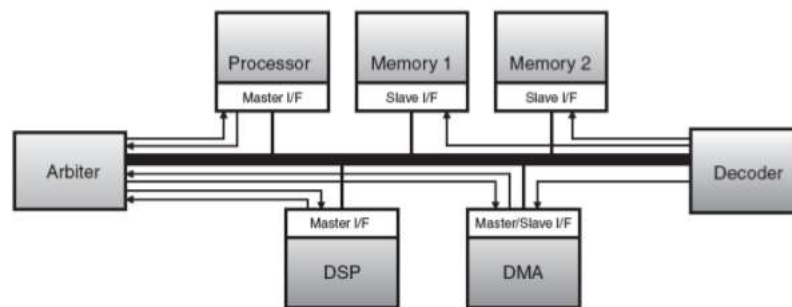 Processor
Memory 1
Memory 2
Master I/F
Slave I/F
Slave I/F
Arbiter
Decoder
Master I/F
Master/Slave I/F
DSP
DMA